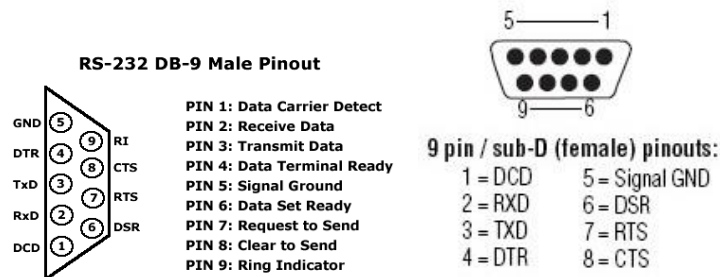 RS-232 DB-9 Male Pinout
GND 5
9 RI
DTR 4
8 CTS
TxD 3
7 RTS
RxD 2
6 DSR
DCD 1
PIN 1: Data Carrier Detect
PIN 2: Receive Data
PIN 3: Transmit Data
PIN 4: Data Terminal Ready
PIN 5: Signal Ground
PIN 6: Data Set Ready
PIN 7: Request to Send
PIN 8: Clear to Send
PIN 9: Ring Indicator
5 1
9 6
9 pin / sub-D (female) pinouts:
1 = DCD 5 = Signal GND
2 = RXD 6 = DSR
3 = TXD 7 = RTS
4 = DTR 8 = CTS